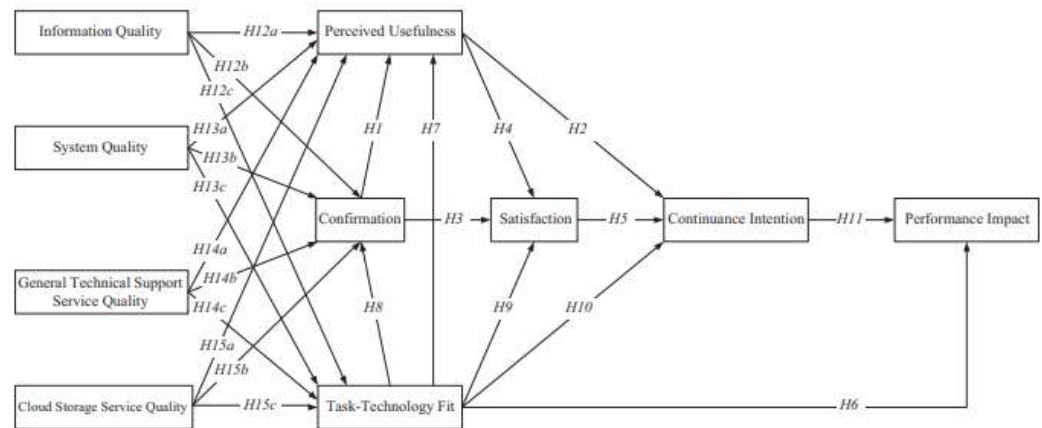 Information Quality
H12a
Perceived Usefulness
H12b
H12c
H13a
H1
H7
H4
H2
System Quality
H13b
H13c
Confirmation
H3
Satisfaction
H5
Continuance Intention
H11
Performance Impact
H14a
General Technical Support
Service Quality
H14b
H14c
H8
H9
H10
H15a
H15b
Cloud Storage Service Quality
H15c
Task-Technology Fit
H6